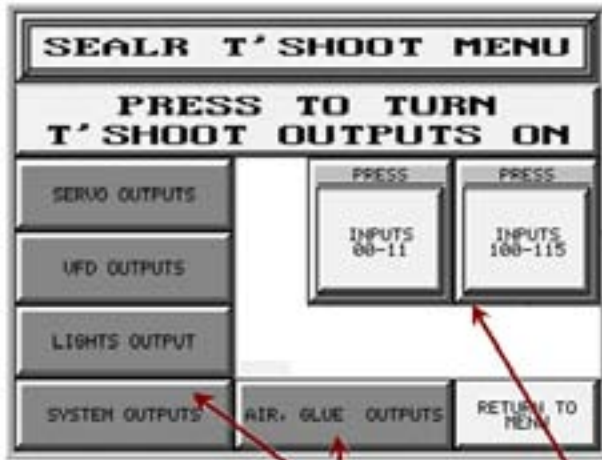 SEALR T'SHOOT MENU
PRESS TO TURN
T'SHOOT OUTPUTS ON
SERVO OUTPUTS
PRESS
INPUTS
00-11
PRESS
INPUTS
100-115
VFD OUTPUTS
LIGHTS OUTPUT
SYSTEM OUTPUTS
AIR, GLUE OUTPUTS
RETURN TO
MENU